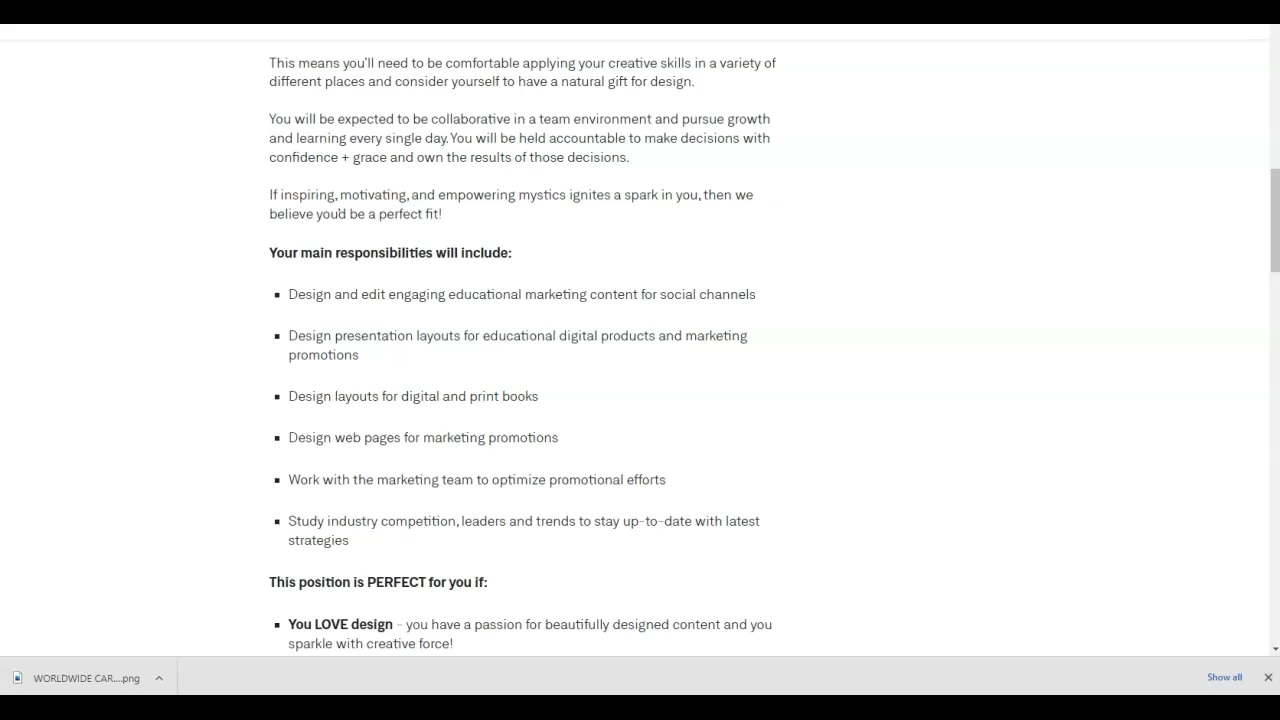 This means you'll need to be comfortable applying your creative skills in a variety of
different places and consider yourself to have a natural gift for design.
You will be expected to be collaborative in a team environment and pursue growth
and learning every single day. You will be held accountable to make decisions with
confidence + grace and own the results of those decisions.
If inspiring, motivating, and empowering mystics ignites a spark in you, then we
believe you'd be a perfect fit!
Your main responsibilities will include:
▪ Design and edit engaging educational marketing content for social channels
▪ Design presentation layouts for educational digital products and marketing
promotions
▪ Design layouts for digital and print books
▪ Design web pages for marketing promotions
▪ Work with the marketing team to optimize promotional efforts
▪ Study industry competition, leaders and trends to stay up-to-date with latest
strategies
This position is PERFECT for you if:
▪ You LOVE design - you have a passion for beautifully designed content and you
sparkle with creative force!
WORLDWIDE CAR....png
Show all